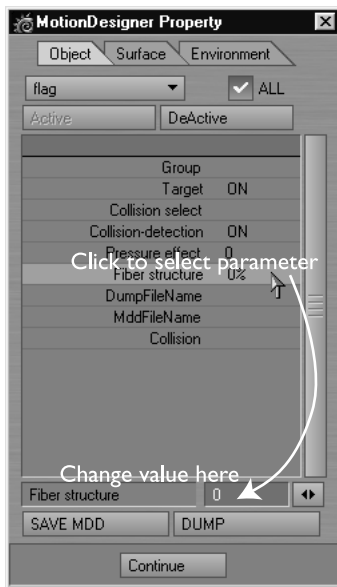 MotionDesigner Property
Object Surface Environment
flag ALL
Active DeActive
Group
Target ON
Collision select
Collision-detection ON
Pressure effect 0
Click to select parameter
Fiber structure 0%
DumpFileName
MddFileName
Collision
Change value here
Fiber structure 0
SAVE MDD DUMP
Continue